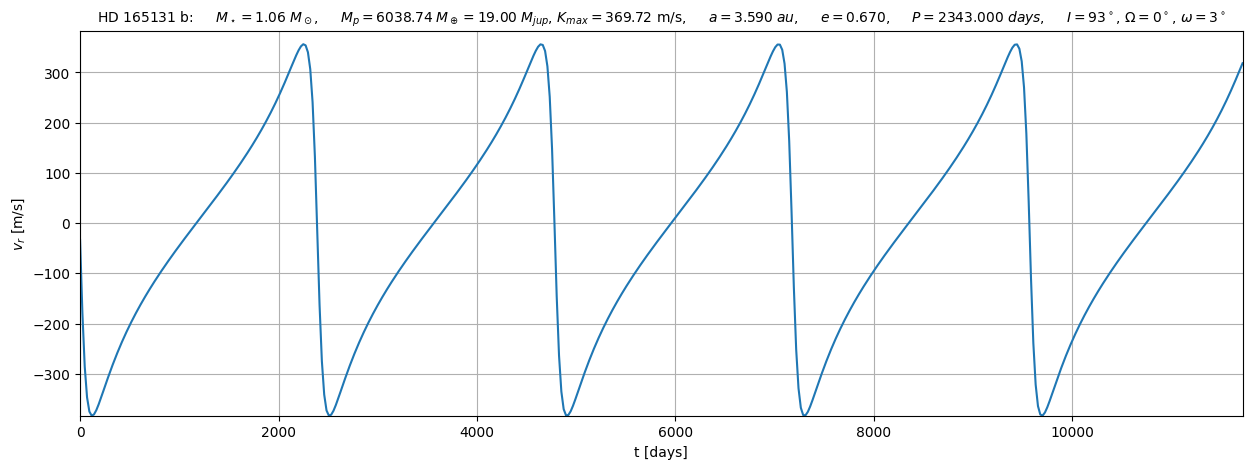 HD 165131 b: M⋆ = 1.06 M⊙, Mp = 6038.74 M⊕ = 19.00 Mjup, Kmax = 369.72 m/s, a = 3.590 au, e = 0.670, P = 2343.000 days, I = 93°, Ω = 0°, ω = 3°
300
200
100
0
−100
−200
−300
vr [m/s]
0 2000 4000 6000 8000 10000
t [days]